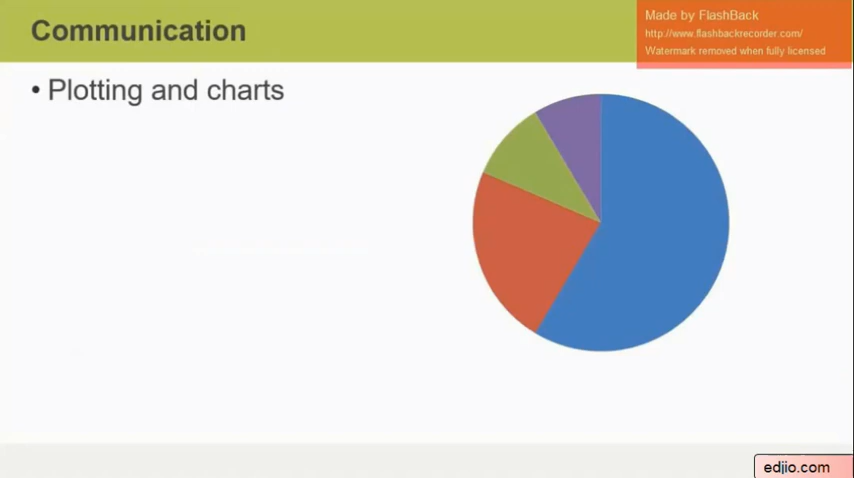 Communication
Made by FlashBack
http://www.flashbackrecorder.com/
Watermark removed when fully licensed
• Plotting and charts
edjio.com